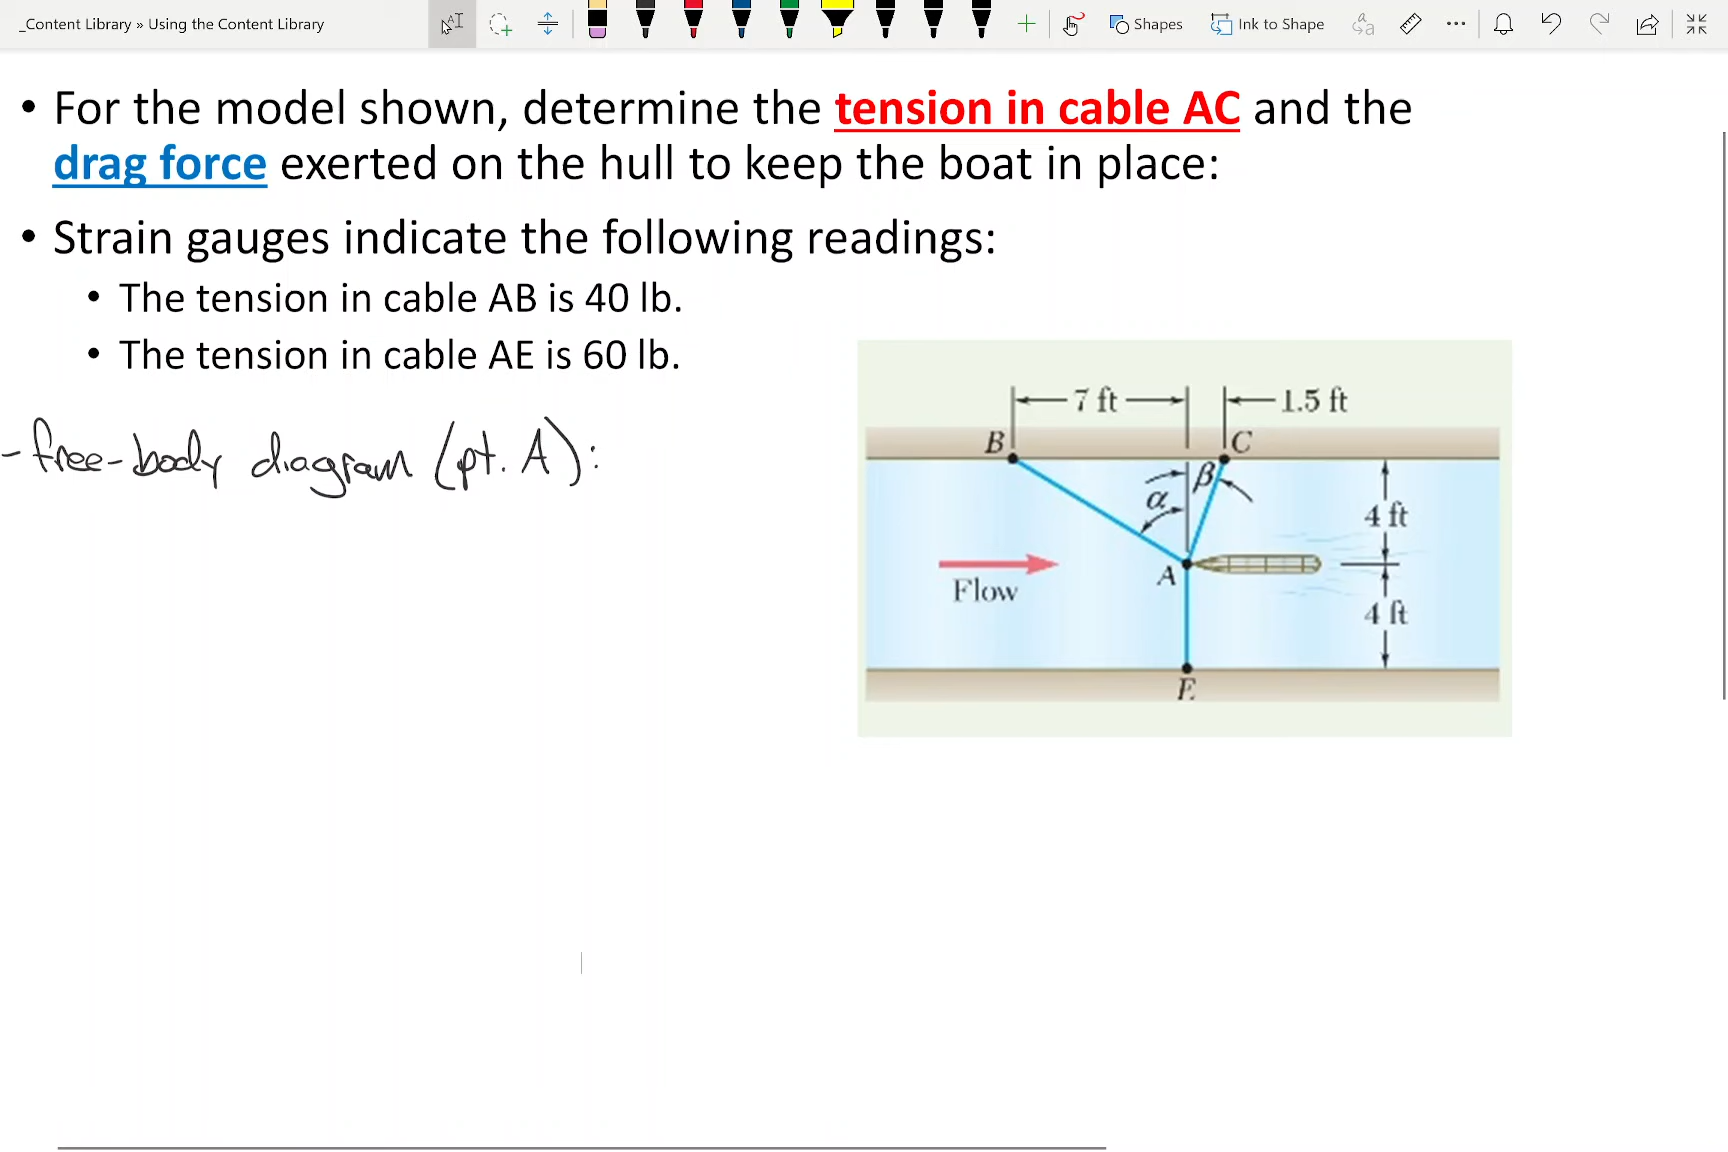 _Content Library » Using the Content Library
Shapes
Ink to Shape
• For the model shown, determine the tension in cable AC and the
drag force exerted on the hull to keep the boat in place:
• Strain gauges indicate the following readings:
• The tension in cable AB is 40 lb.
• The tension in cable AE is 60 lb.
- free-body diagram (pt. A):
7 ft
1.5 ft
B
C
α
β
4 ft
A
Flow
4 ft
E